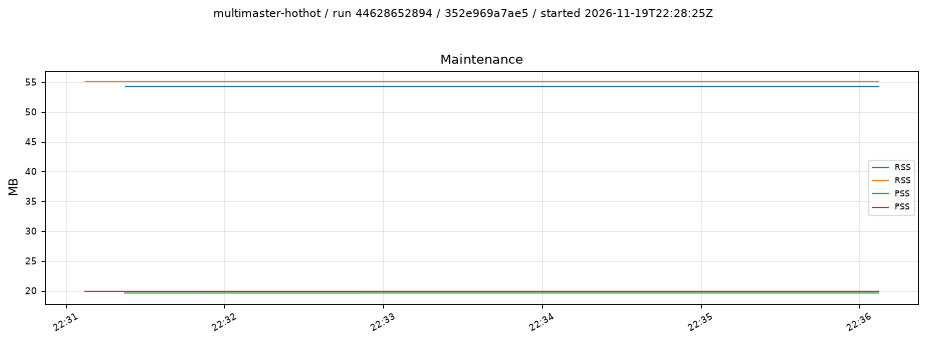 multimaster-hothot / run 44628652894 / 352e969a7ae5 / started 2026-11-19T22:28:25Z
Maintenance
MB
55
50
45
40
35
30
25
20
RSS
RSS
PSS
PSS
22:31
22:32
22:33
22:34
22:35
22:36